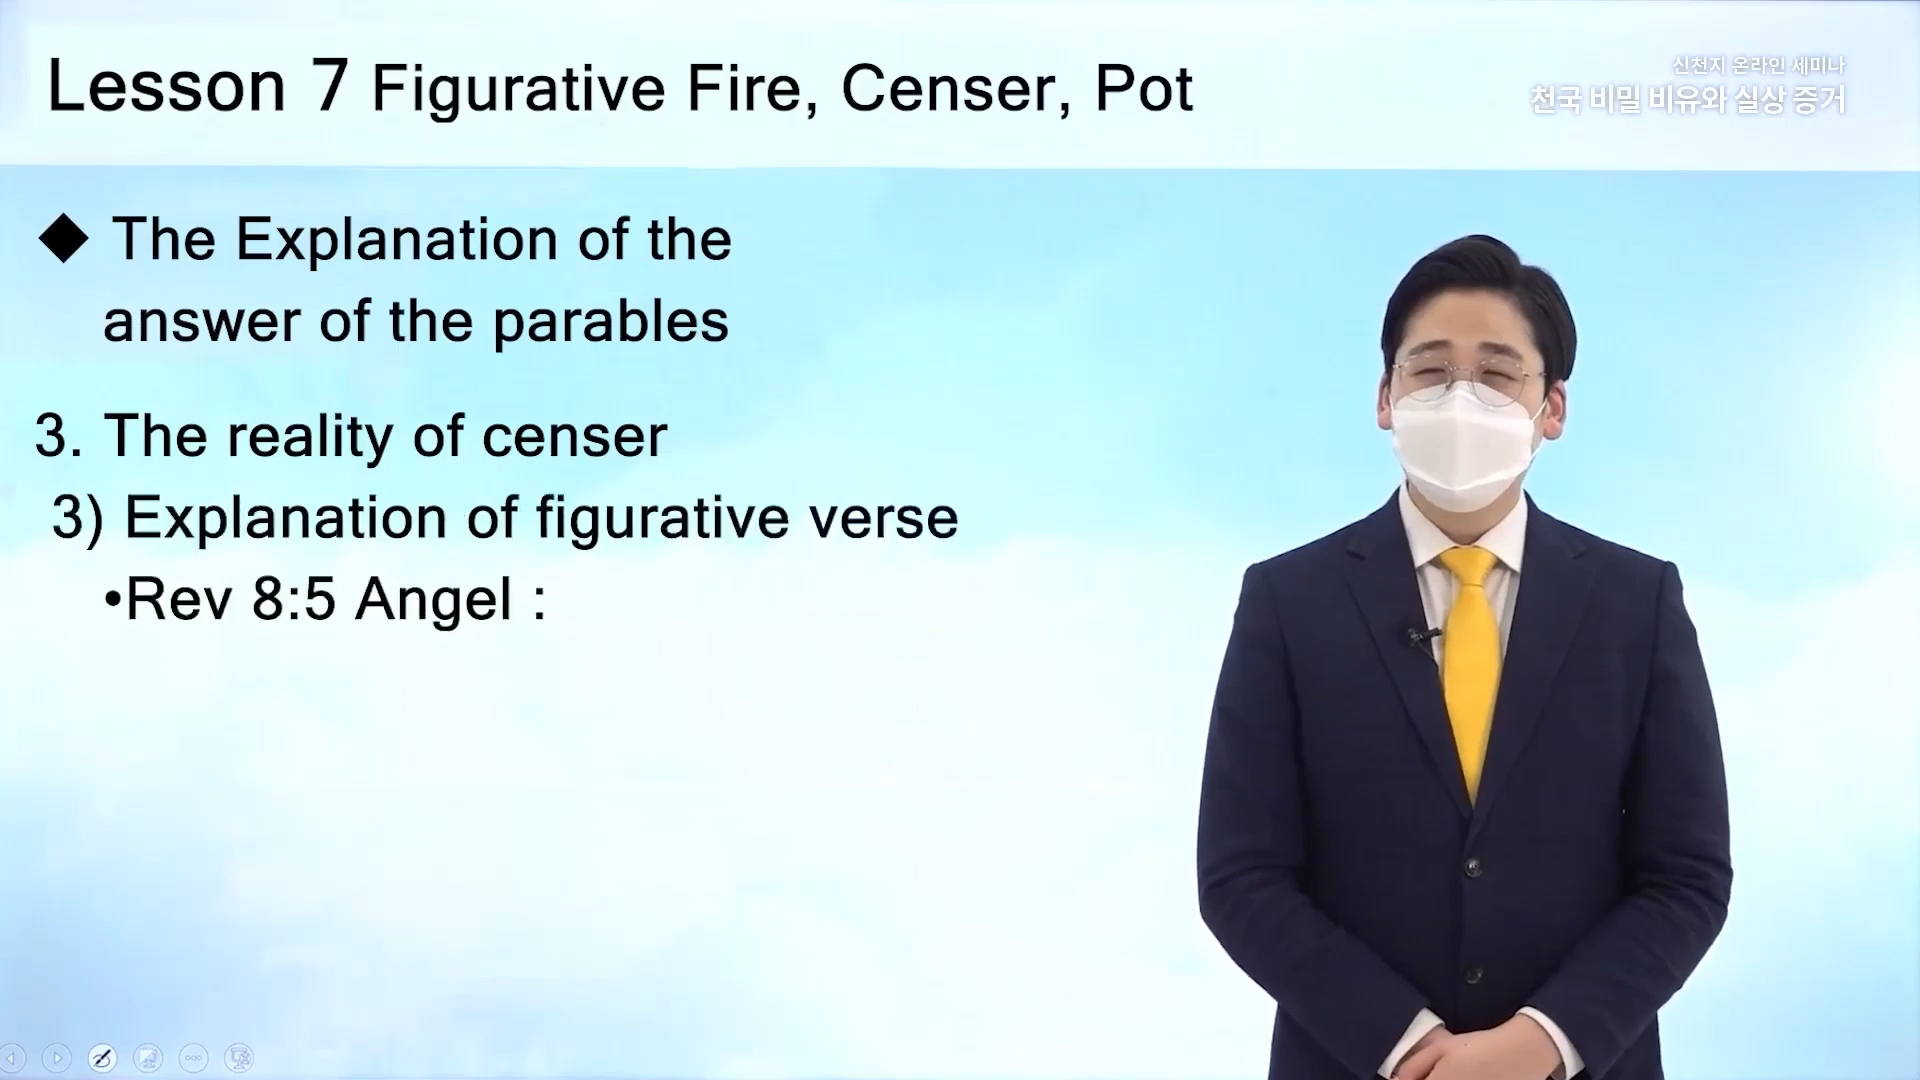 Lesson 7 Figurative Fire, Censer, Pot
신천지 온라인 세미나
천국 비밀 비유와 실상 증거
◆ The Explanation of the
answer of the parables
3. The reality of censer
3) Explanation of figurative verse
•Rev 8:5 Angel :